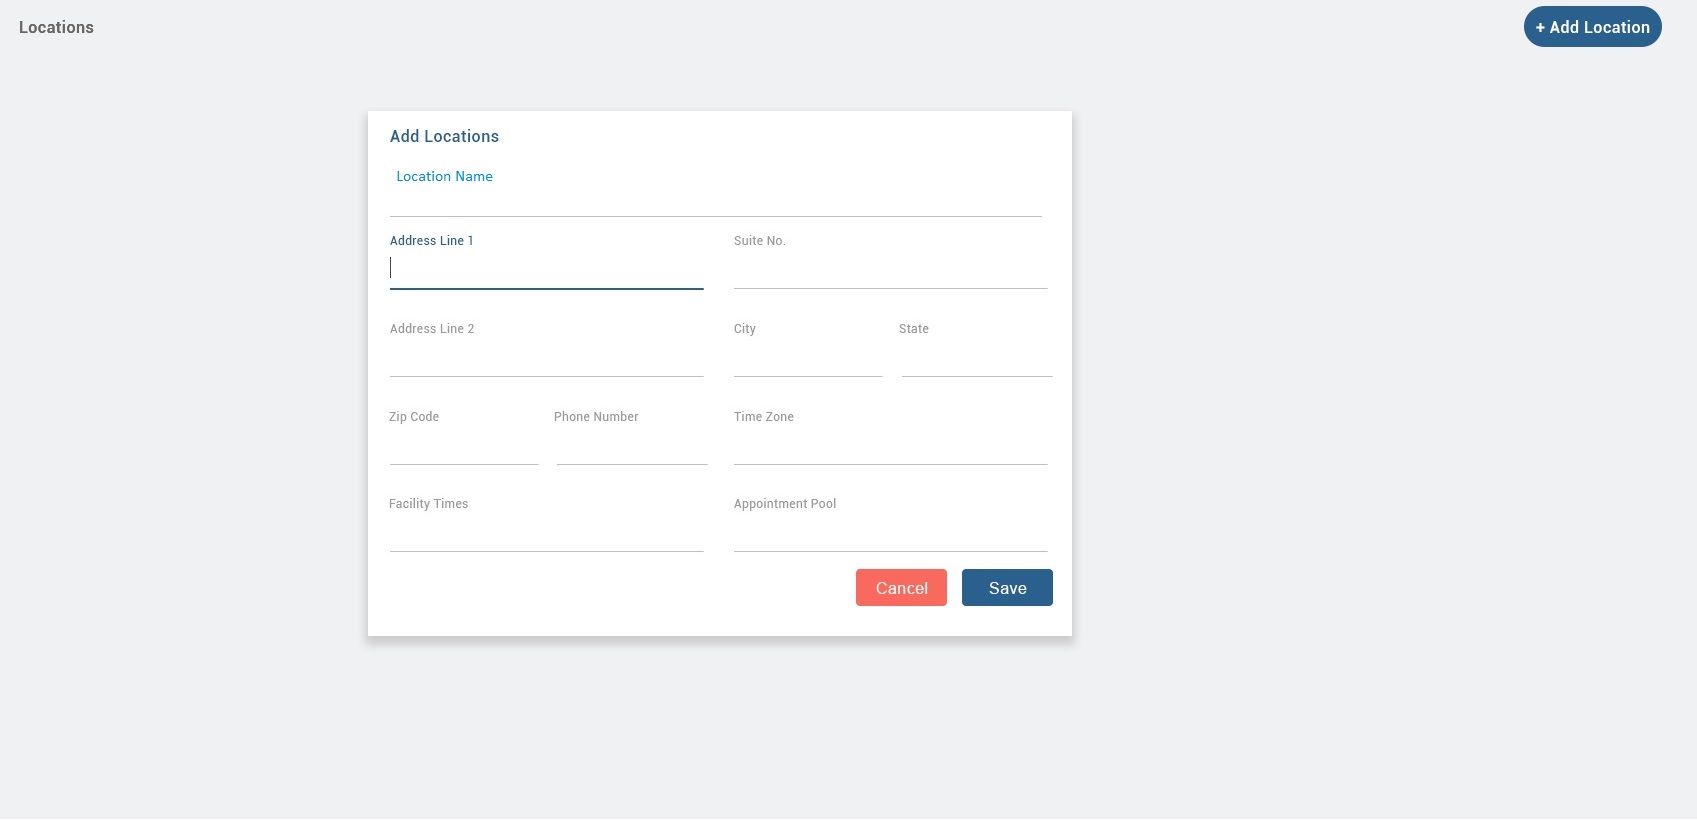 Locations
+ Add Location
Add Locations
Location Name
Address Line 1
Suite No.
Address Line 2
City
State
Zip Code
Phone Number
Time Zone
Facility Times
Appointment Pool
Cancel
Save